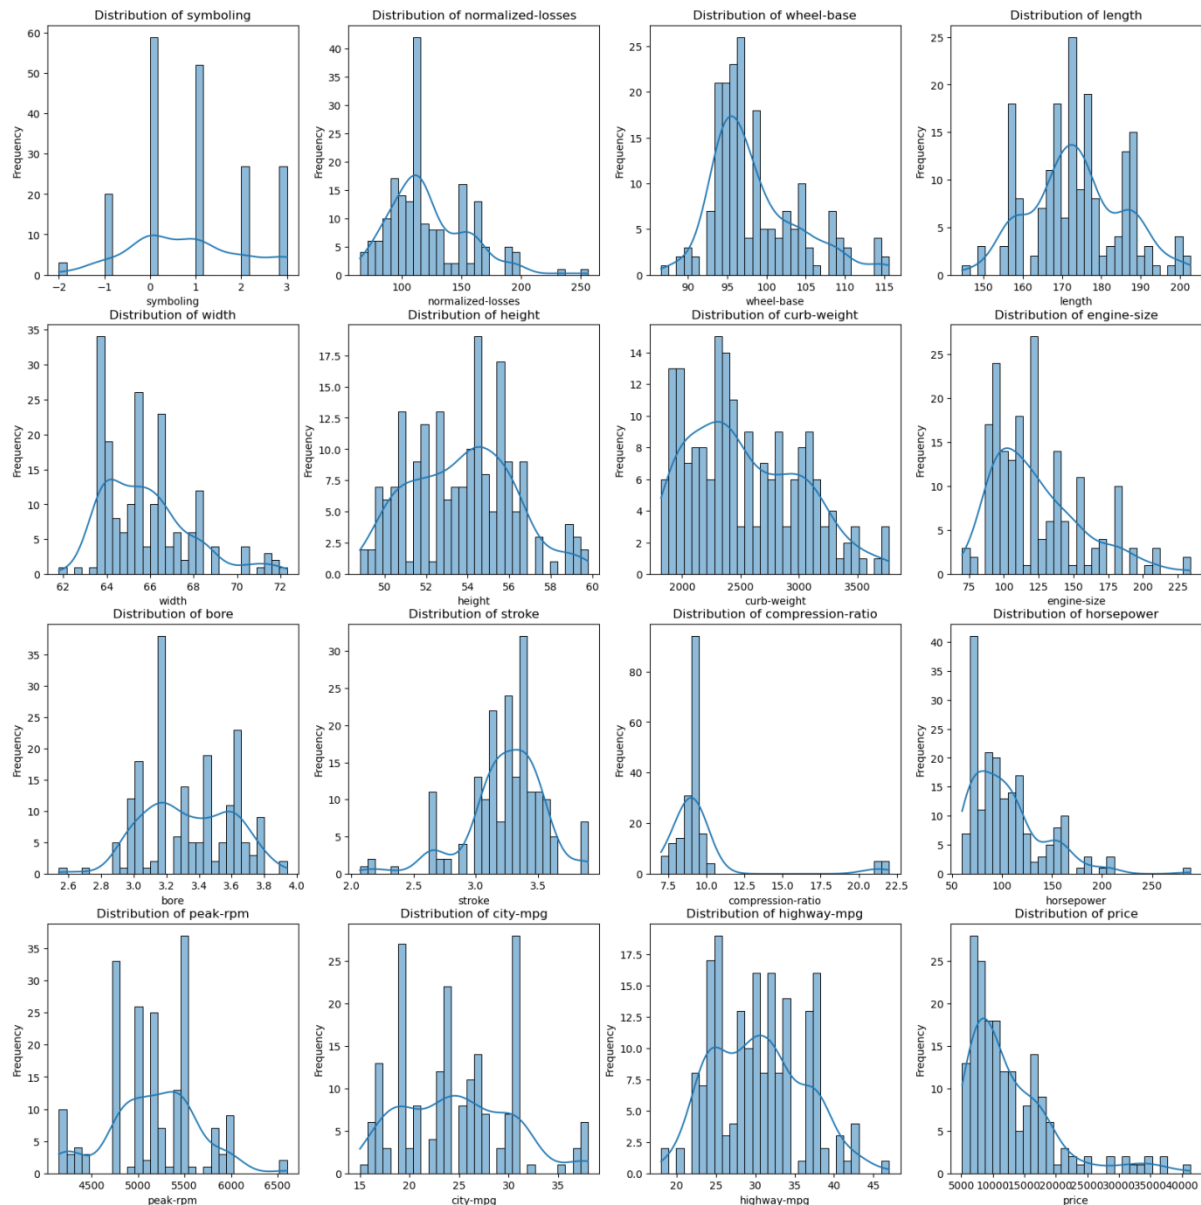 Distribution of symboling
Frequency
60
50
40
30
20
10
0
−2 −1 0 1 2 3
symboling
Distribution of normalized-losses
Frequency
40
35
30
25
20
15
10
5
0
100 150 200 250
normalized-losses
Distribution of wheel-base
Frequency
25
20
15
10
5
0
90 95 100 105 110 115
wheel-base
Distribution of length
Frequency
25
20
15
10
5
0
150 160 170 180 190 200
length
Distribution of width
Frequency
35
30
25
20
15
10
5
0
62 64 66 68 70 72
width
Distribution of height
Frequency
17.5
15.0
12.5
10.0
7.5
5.0
2.5
0.0
50 52 54 56 58 60
height
Distribution of curb-weight
Frequency
14
12
10
8
6
4
2
0
2000 2500 3000 3500
curb-weight
Distribution of engine-size
Frequency
25
20
15
10
5
0
75 100 125 150 175 200 225
engine-size
Distribution of bore
Frequency
35
30
25
20
15
10
5
0
2.6 2.8 3.0 3.2 3.4 3.6 3.8 4.0
bore
Distribution of stroke
Frequency
30
25
20
15
10
5
0
2.0 2.5 3.0 3.5
stroke
Distribution of compression-ratio
Frequency
80
60
40
20
0
7.5 10.0 12.5 15.0 17.5 20.0 22.5
compression-ratio
Distribution of horsepower
Frequency
40
35
30
25
20
15
10
5
0
50 100 150 200 250
horsepower
Distribution of peak-rpm
Frequency
35
30
25
20
15
10
5
0
4500 5000 5500 6000 6500
peak-rpm
Distribution of city-mpg
Frequency
25
20
15
10
5
0
15 20 25 30 35
city-mpg
Distribution of highway-mpg
Frequency
17.5
15.0
12.5
10.0
7.5
5.0
2.5
0.0
20 25 30 35 40 45
highway-mpg
Distribution of price
Frequency
25
20
15
10
5
0
5000 10000 15000 20000 25000 30000 35000 40000
price